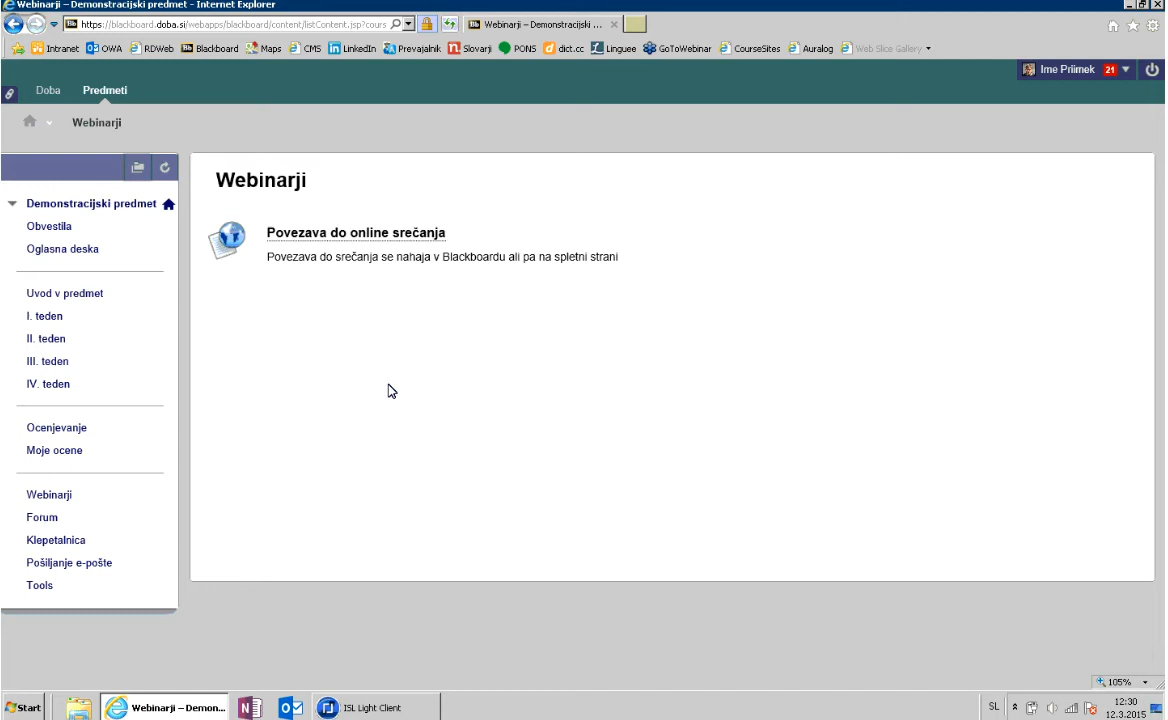 Webinarji – Demonstracijski predmet - Internet Explorer
https://blackboard.doba.si/webapps/blackboard/content/listContent.jsp?cours
Webinarji – Demonstracijski ...
Intranet OWA RDWeb Blackboard Maps CMS LinkedIn Prevajalnik Slovarji PONS dict.cc Linguee GoToWebinar CourseSites Auralog Web Slice Gallery
Ime Priimek 21
Doba Predmeti
Webinarji
Demonstracijski predmet
Obvestila
Oglasna deska
Uvod v predmet
I. teden
II. teden
III. teden
IV. teden
Ocenjevanje
Moje ocene
Webinarji
Forum
Klepetalnica
Pošiljanje e-pošte
Tools
Webinarji
Povezava do online srečanja
Povezava do srečanja se nahaja v Blackboardu ali pa na spletni strani
105%
Start Webinarji – Demon... ISL Light Client SL 12:30
12.3.2015